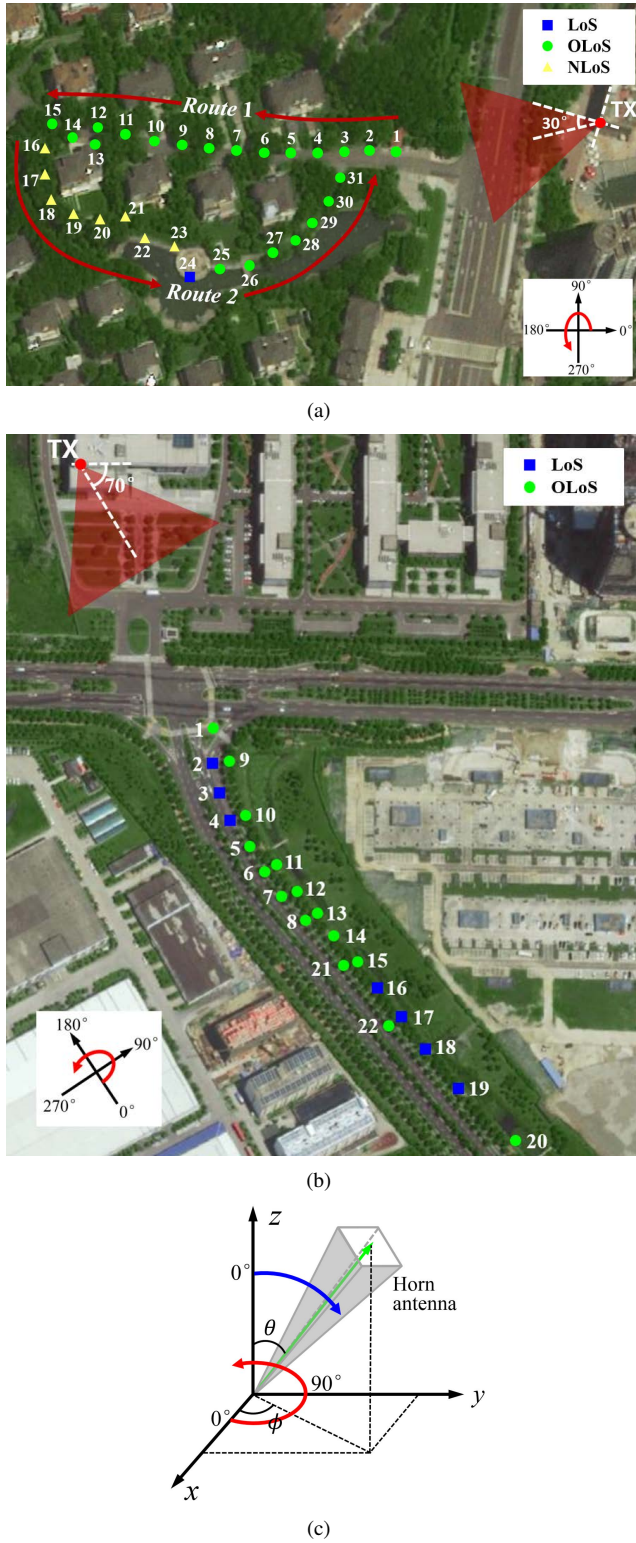 LoS
OLoS
NLoS
TX
30°
Route 1
15 12 11 10 9 8 7 6 5 4 3 2 1
14
13
16
17
18
19
20
21
22
23
24
25
26
27
28
29
30
31
Route 2
90°
180° 0°
270°
(a)
TX
70°
LoS
OLoS
1
2 9
3
4 10
5
6 11
7 12
8 13
14
21 15
16
22 17
18
19
20
180°
90°
270°
0°
(b)
z
0°
Horn
antenna
θ
90°
y
0°
ϕ
x
(c)